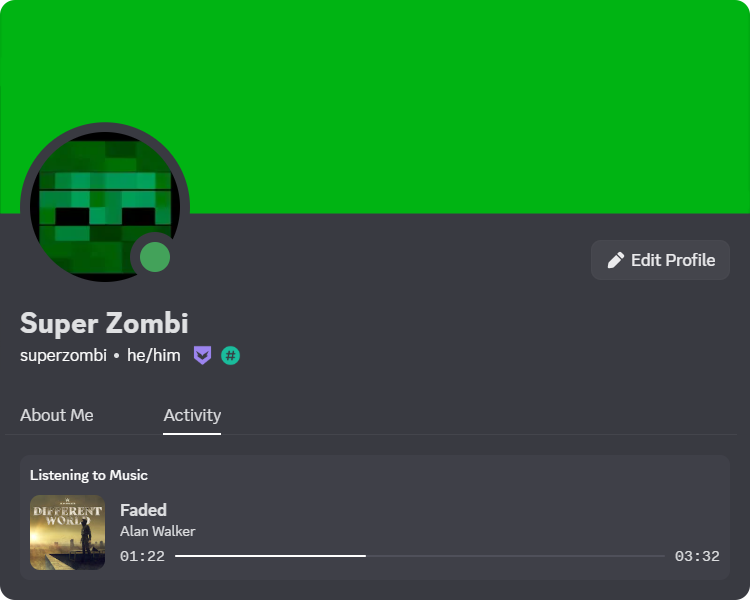 Edit Profile
Super Zombi
superzombi • he/him
#
About Me
Activity
Listening to Music
DIFFERENT
WORLD
Faded
Alan Walker
01:22
03:32